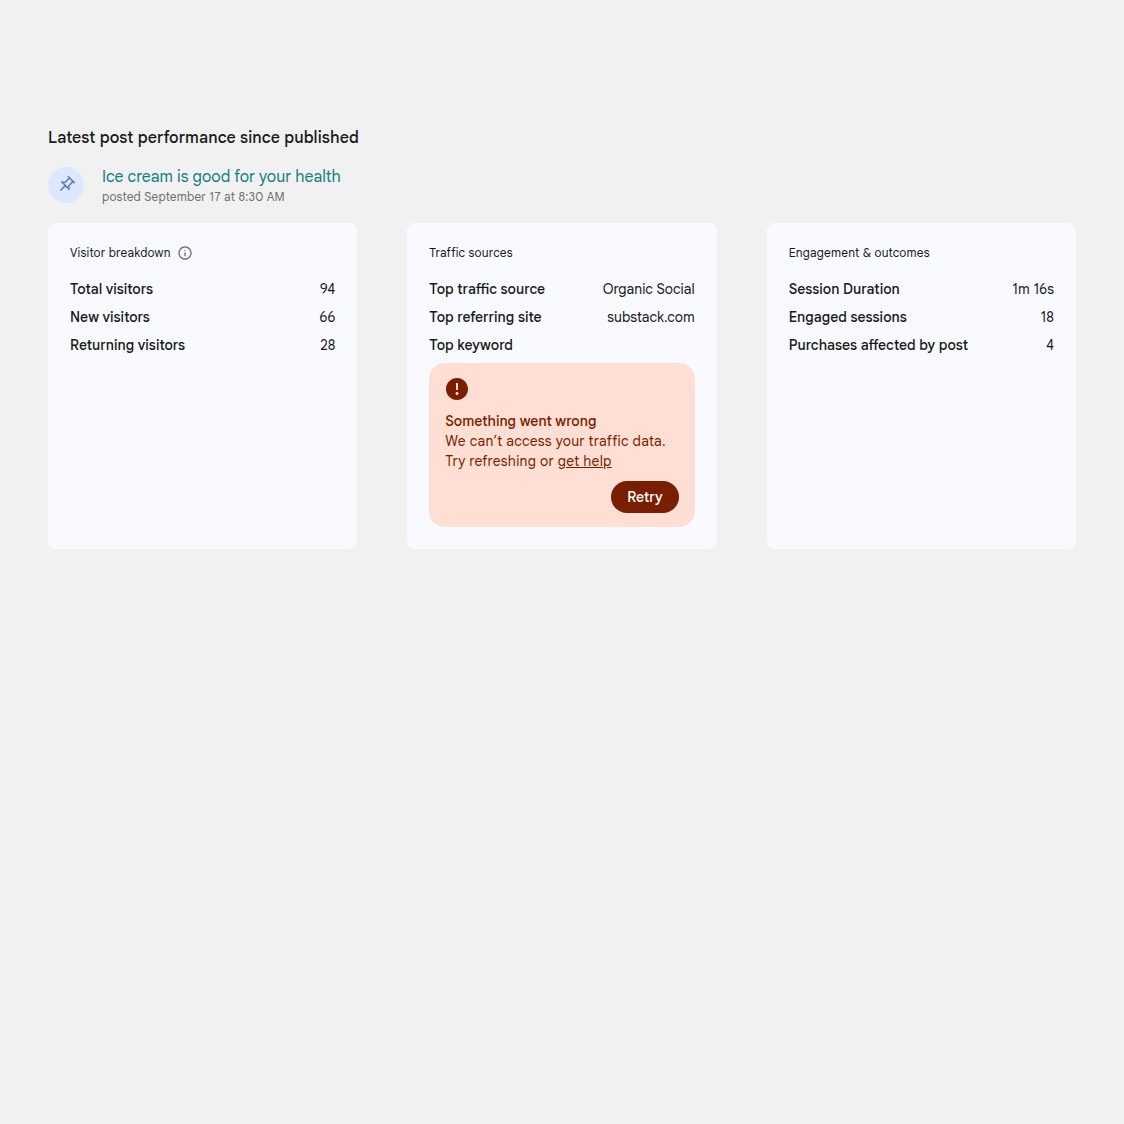 Latest post performance since published
Ice cream is good for your health
posted September 17 at 8:30 AM
Visitor breakdown
Total visitors 94
New visitors 66
Returning visitors 28
Traffic sources
Top traffic source Organic Social
Top referring site substack.com
Top keyword
Something went wrong
We can’t access your traffic data.
Try refreshing or get help
Retry
Engagement & outcomes
Session Duration 1m 16s
Engaged sessions 18
Purchases affected by post 4